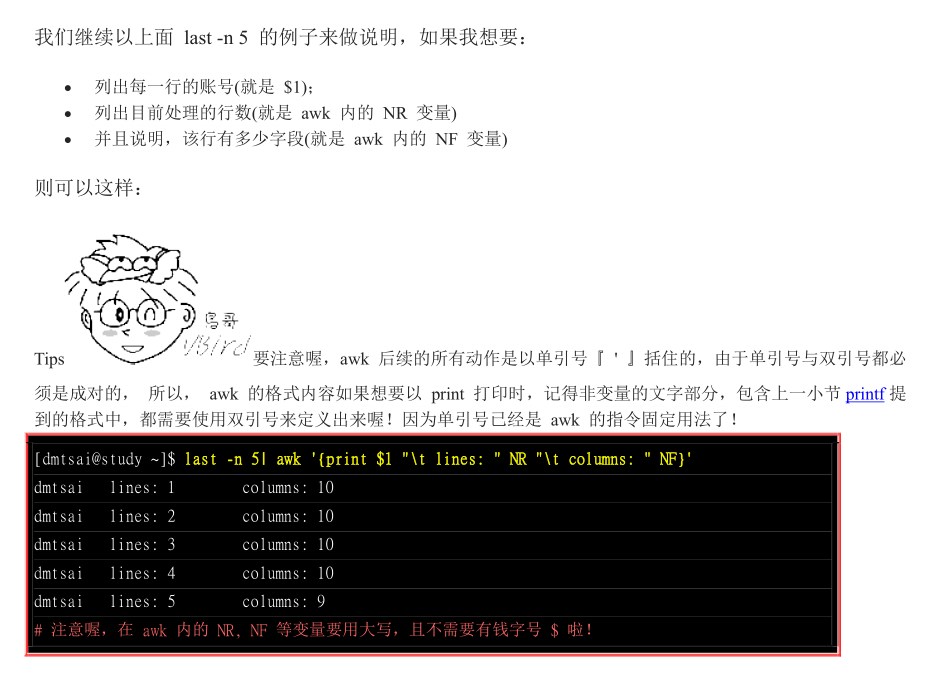 我们继续以上面 last -n 5 的例子来做说明，如果我想要：
列出每一行的账号(就是 $1)；
列出目前处理的行数(就是 awk 内的 NR 变量)
并且说明，该行有多少字段(就是 awk 内的 NF 变量)
则可以这样：
鸟哥
VBird
Tips 要注意喔，awk 后续的所有动作是以单引号『 ' 』括住的，由于单引号与双引号都必
须是成对的， 所以， awk 的格式内容如果想要以 print 打印时，记得非变量的文字部分，包含上一小节 printf 提
到的格式中，都需要使用双引号来定义出来喔！因为单引号已经是 awk 的指令固定用法了！
[dmtsai@study ~]$ last -n 5| awk '{print $1 "\t lines: " NR "\t columns: " NF}'
dmtsai lines: 1 columns: 10
dmtsai lines: 2 columns: 10
dmtsai lines: 3 columns: 10
dmtsai lines: 4 columns: 10
dmtsai lines: 5 columns: 9
# 注意喔，在 awk 内的 NR, NF 等变量要用大写，且不需要有钱字号 $ 啦！